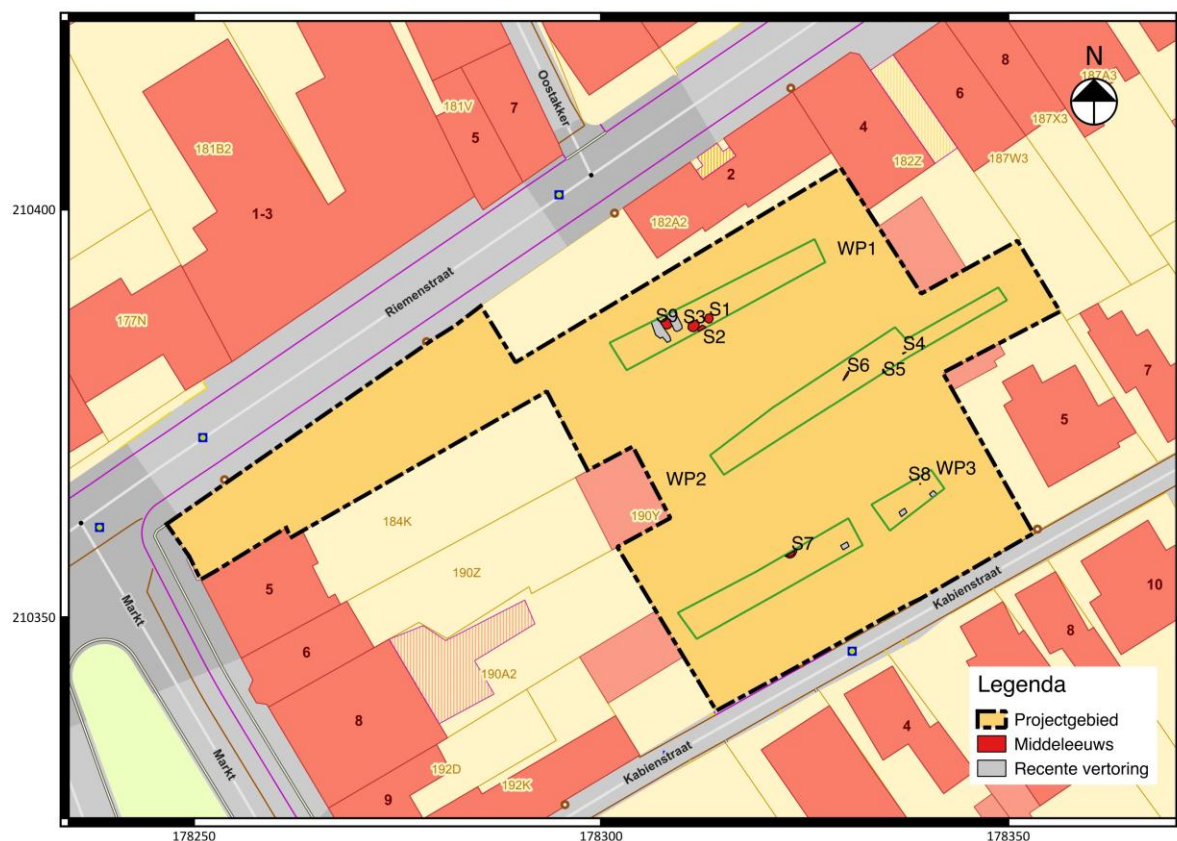 N
Oostakker
181V
7
5
181B2
1-3
8
187A3
6
187X3
187W3
4
182Z
2
182A2
210400
Riemenstraat
177N
WP1
S9
S3
S1
S2
S4
S5
S6
7
5
S8
WP3
WP2
190Y
184K
S7
190Z
5
Markt
210350
Kabienstraat
10
6
8
190A2
8
4
Markt
Kabienstraat
192D
192K
9
Legenda
Projectgebied
Middeleeuws
Recente vertoring
178250
178300
178350